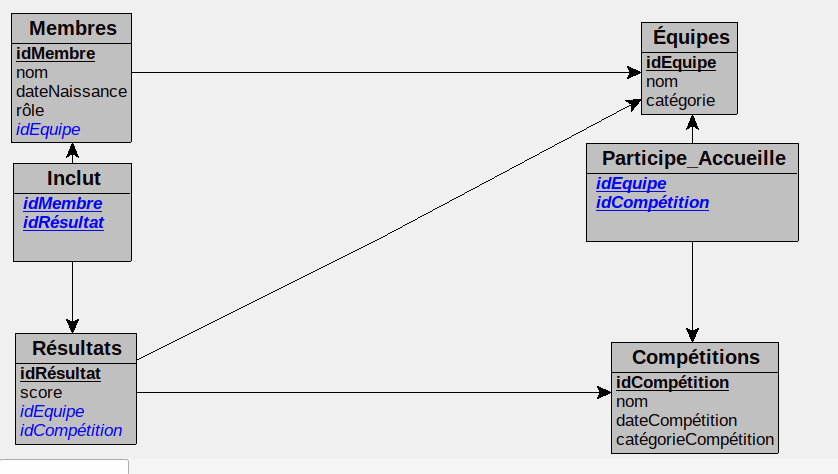 Membres
idMembre
nom
dateNaissance
rôle
idEquipe
Équipes
idEquipe
nom
catégorie
Inclut
idMembre
idRésultat
Participe_Accueille
idEquipe
idCompétition
Résultats
idRésultat
score
idEquipe
idCompétition
Compétitions
idCompétition
nom
dateCompétition
catégorieCompétition